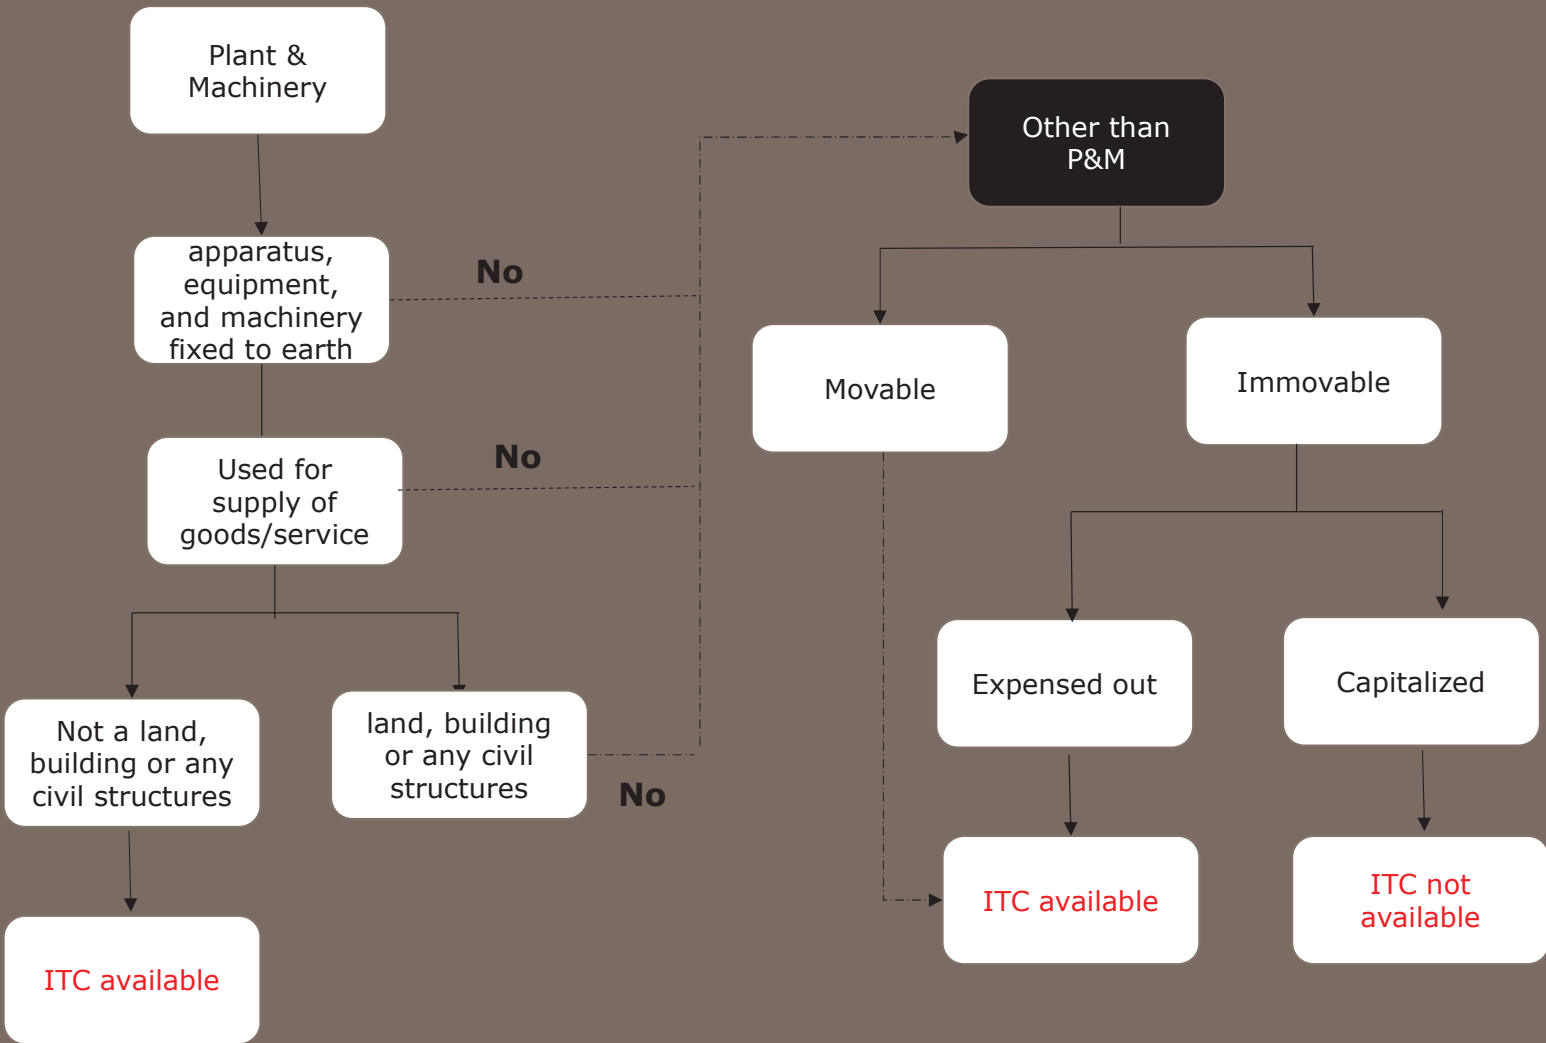 Plant &
Machinery
Other than
P&M
apparatus,
equipment,
and machinery
fixed to earth
No
Movable
Immovable
Used for
supply of
goods/service
No
Not a land,
building or any
civil structures
land, building
or any civil
structures
No
Expensed out
Capitalized
ITC available
ITC available
ITC not
available